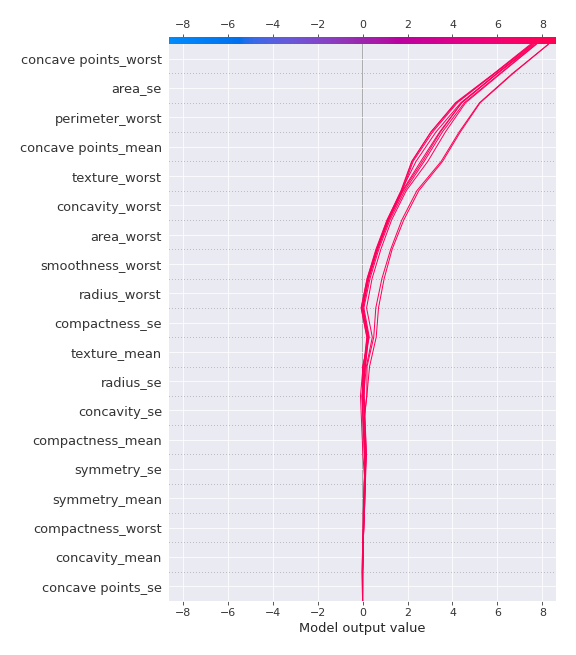 −8 −6 −4 −2 0 2 4 6 8
concave points_worst
area_se
perimeter_worst
concave points_mean
texture_worst
concavity_worst
area_worst
smoothness_worst
radius_worst
compactness_se
texture_mean
radius_se
concavity_se
compactness_mean
symmetry_se
symmetry_mean
compactness_worst
concavity_mean
concave points_se
−8 −6 −4 −2 0 2 4 6 8
Model output value